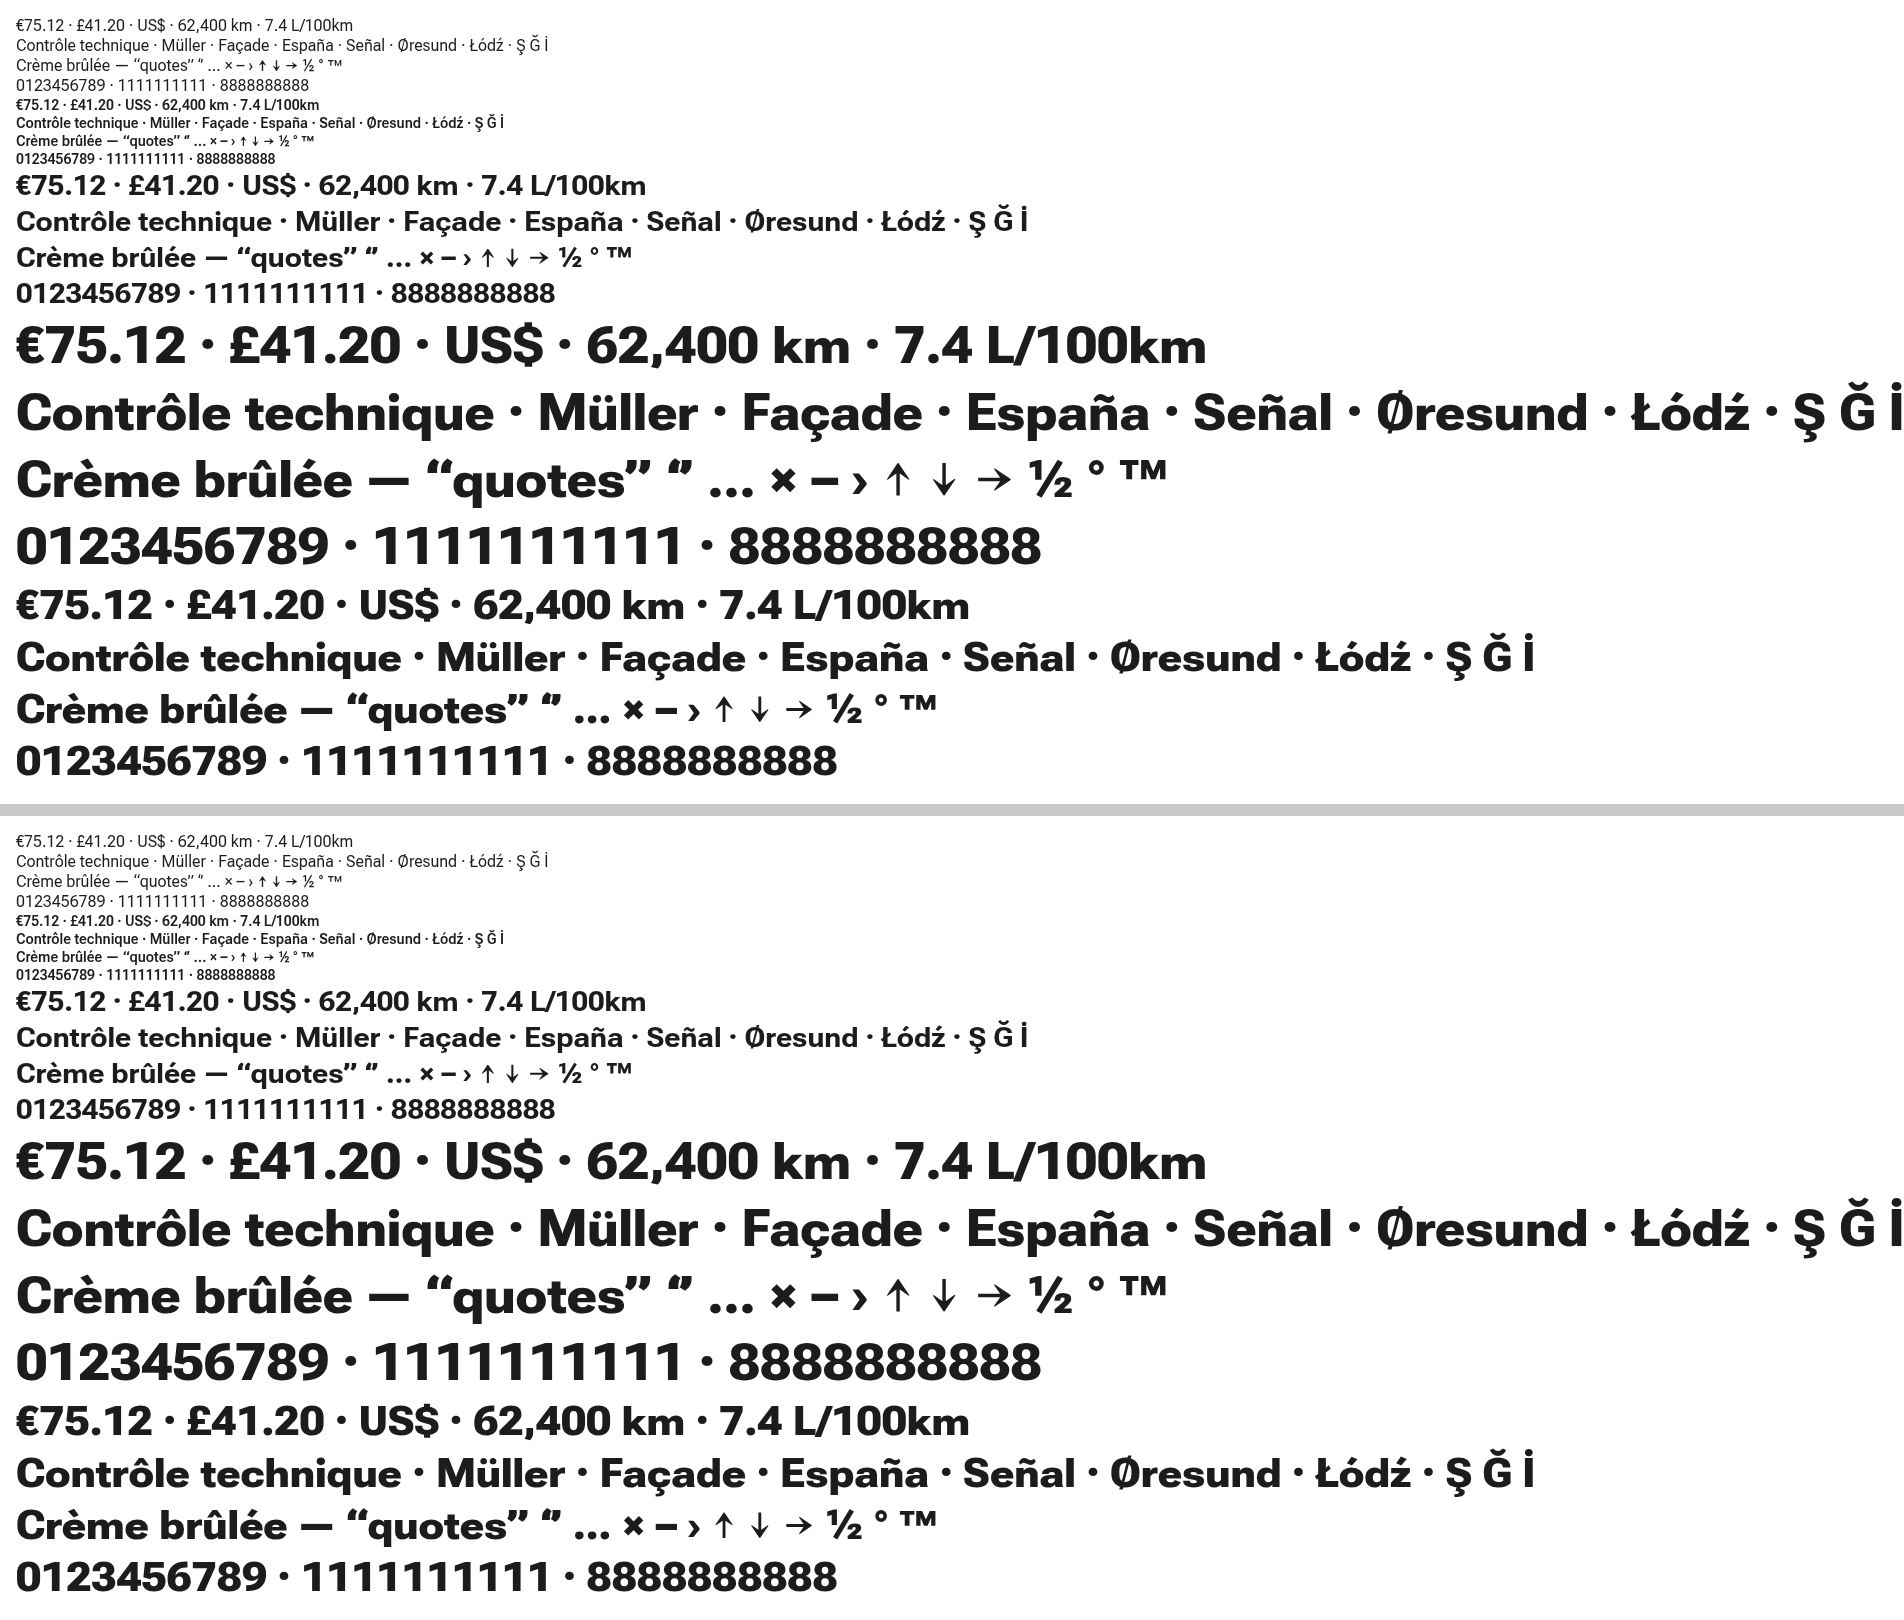 €75.12 · £41.20 · US$ · 62,400 km · 7.4 L/100km
Contrôle technique · Müller · Façade · España · Señal · Øresund · Łódź · Ş Ğ İ
Crème brûlée — “quotes” ‘’ … × – › ↑ ↓ → ½ ° ™
0123456789 · 1111111111 · 8888888888
€75.12 · £41.20 · US$ · 62,400 km · 7.4 L/100km
Contrôle technique · Müller · Façade · España · Señal · Øresund · Łódź · Ş Ğ İ
Crème brûlée — “quotes” ‘’ … × – › ↑ ↓ → ½ ° ™
0123456789 · 1111111111 · 8888888888
€75.12 · £41.20 · US$ · 62,400 km · 7.4 L/100km
Contrôle technique · Müller · Façade · España · Señal · Øresund · Łódź · Ş Ğ İ
Crème brûlée — “quotes” ‘’ … × – › ↑ ↓ → ½ ° ™
0123456789 · 1111111111 · 8888888888
€75.12 · £41.20 · US$ · 62,400 km · 7.4 L/100km
Contrôle technique · Müller · Façade · España · Señal · Øresund · Łódź · Ş Ğ İ
Crème brûlée — “quotes” ‘’ … × – › ↑ ↓ → ½ ° ™
0123456789 · 1111111111 · 8888888888
€75.12 · £41.20 · US$ · 62,400 km · 7.4 L/100km
Contrôle technique · Müller · Façade · España · Señal · Øresund · Łódź · Ş Ğ İ
Crème brûlée — “quotes” ‘’ … × – › ↑ ↓ → ½ ° ™
0123456789 · 1111111111 · 8888888888
€75.12 · £41.20 · US$ · 62,400 km · 7.4 L/100km
Contrôle technique · Müller · Façade · España · Señal · Øresund · Łódź · Ş Ğ İ
Crème brûlée — “quotes” ‘’ … × – › ↑ ↓ → ½ ° ™
0123456789 · 1111111111 · 8888888888
€75.12 · £41.20 · US$ · 62,400 km · 7.4 L/100km
Contrôle technique · Müller · Façade · España · Señal · Øresund · Łódź · Ş Ğ İ
Crème brûlée — “quotes” ‘’ … × – › ↑ ↓ → ½ ° ™
0123456789 · 1111111111 · 8888888888
€75.12 · £41.20 · US$ · 62,400 km · 7.4 L/100km
Contrôle technique · Müller · Façade · España · Señal · Øresund · Łódź · Ş Ğ İ
Crème brûlée — “quotes” ‘’ … × – › ↑ ↓ → ½ ° ™
0123456789 · 1111111111 · 8888888888
€75.12 · £41.20 · US$ · 62,400 km · 7.4 L/100km
Contrôle technique · Müller · Façade · España · Señal · Øresund · Łódź · Ş Ğ İ
Crème brûlée — “quotes” ‘’ … × – › ↑ ↓ → ½ ° ™
0123456789 · 1111111111 · 8888888888
€75.12 · £41.20 · US$ · 62,400 km · 7.4 L/100km
Contrôle technique · Müller · Façade · España · Señal · Øresund · Łódź · Ş Ğ İ
Crème brûlée — “quotes” ‘’ … × – › ↑ ↓ → ½ ° ™
0123456789 · 1111111111 · 8888888888